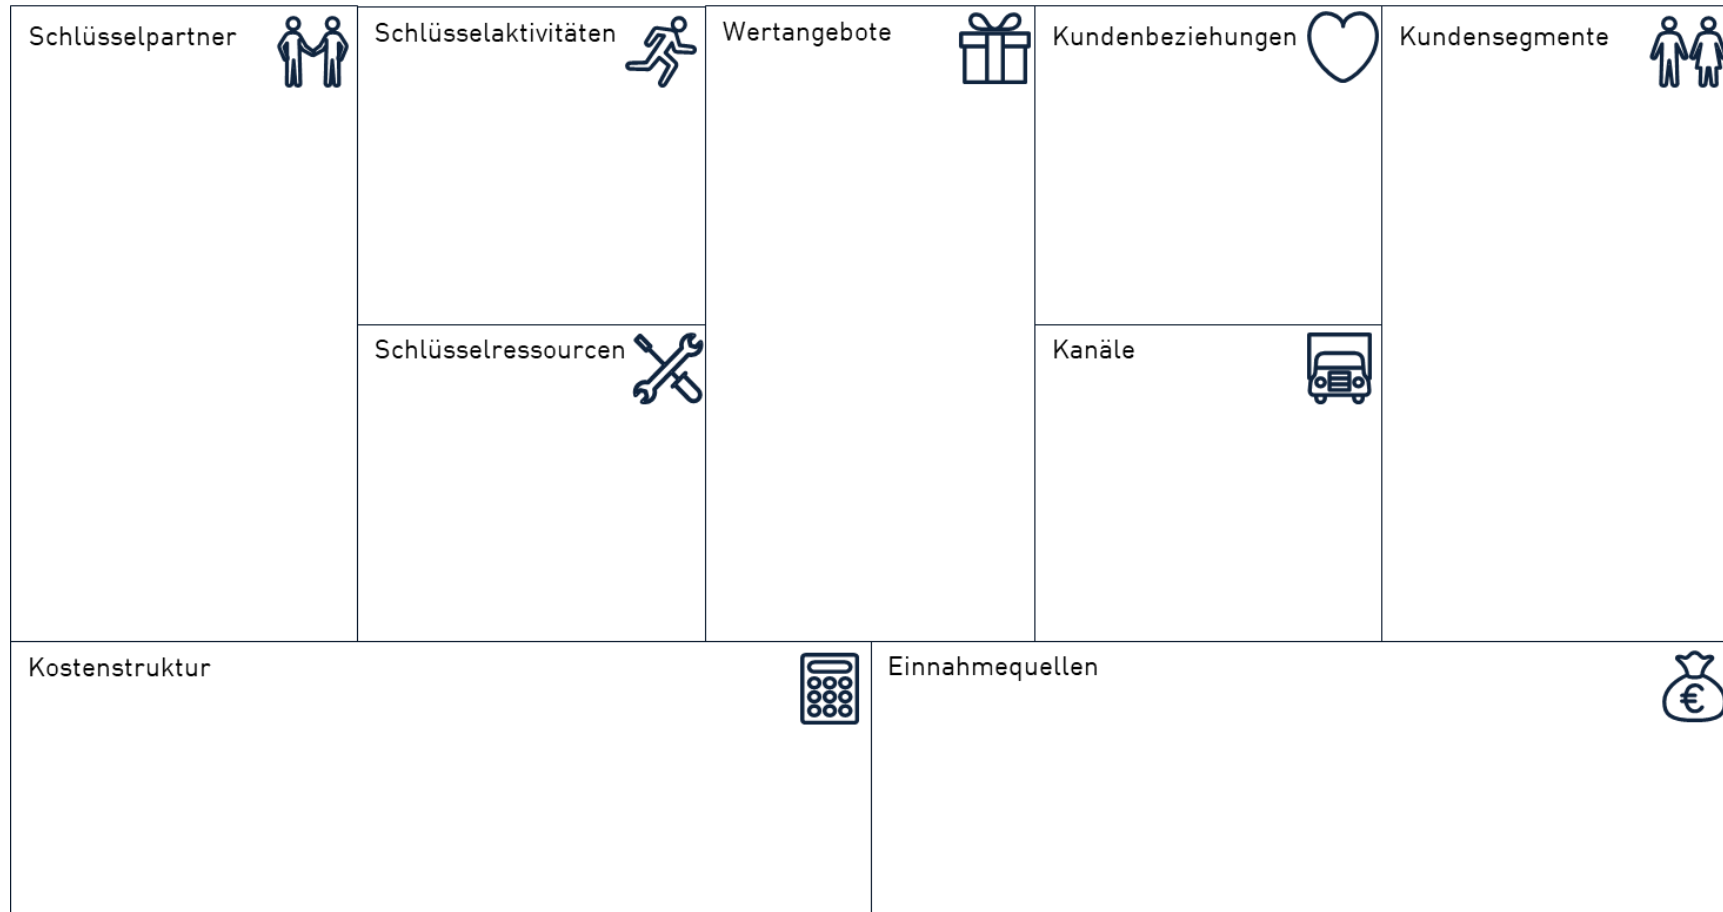 Schlüsselpartner
Schlüsselaktivitäten
Schlüsselressourcen
Wertangebote
Kundenbeziehungen
Kanäle
Kundensegmente
Kostenstruktur
Einnahmequellen
€